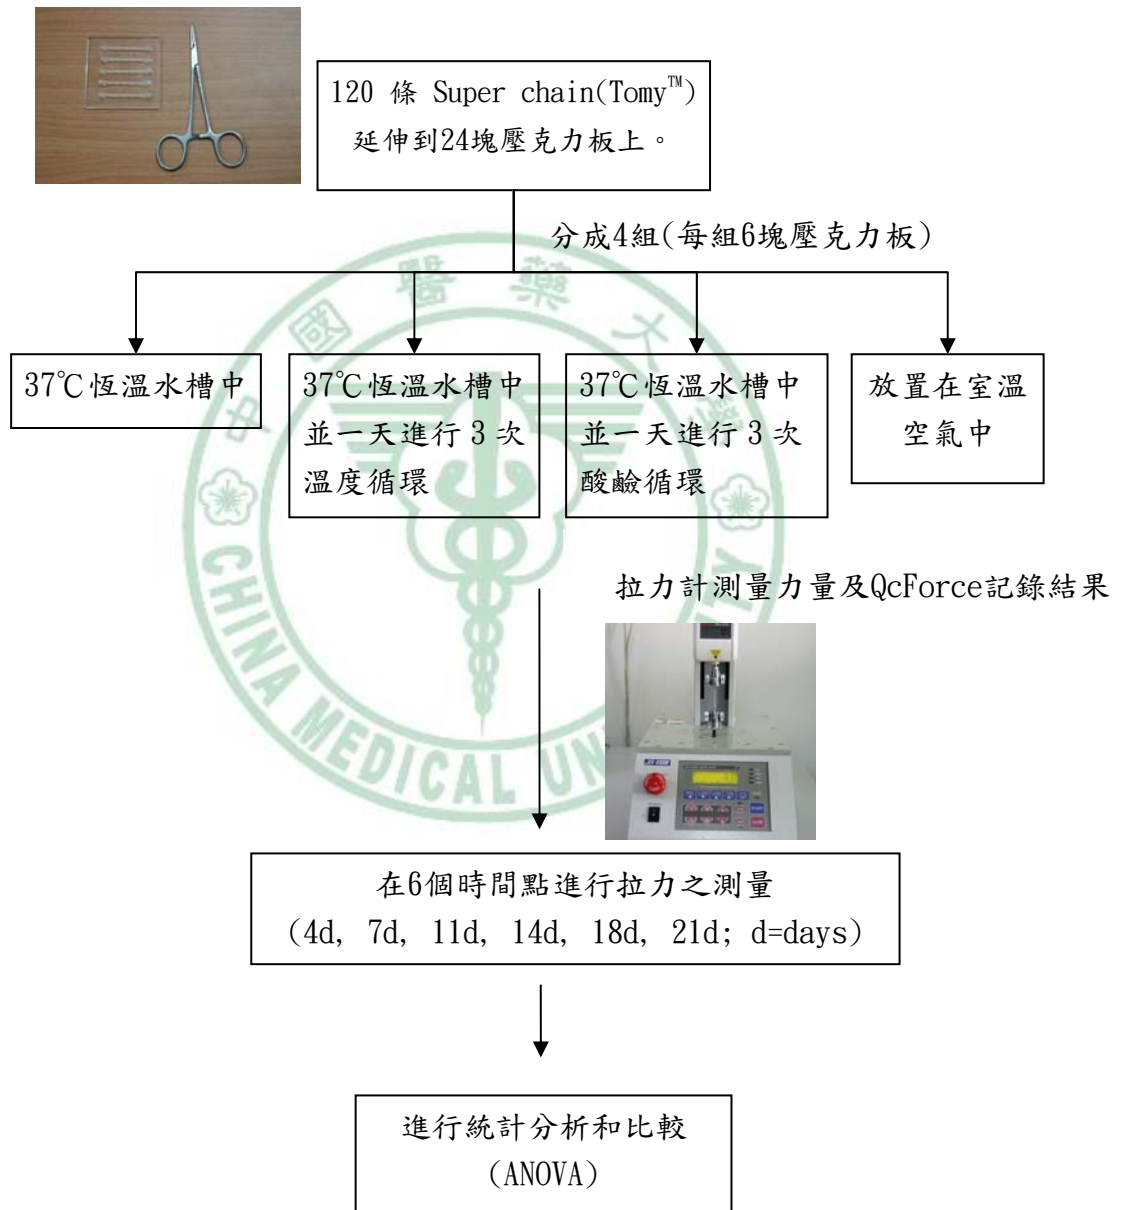 120 條 Super chain(Tomy™)
延伸到24塊壓克力板上。
分成4組(每組6塊壓克力板)
37℃恆溫水槽中
37℃恆溫水槽中
並一天進行3次
溫度循環
37℃恆溫水槽中
並一天進行3次
酸鹼循環
放置在室溫
空氣中
中國醫藥大學
CHINA MEDICAL UN
拉力計測量力量及QcForce記錄結果
在6個時間點進行拉力之測量
(4d, 7d, 11d, 14d, 18d, 21d; d=days)
進行統計分析和比較
(ANOVA)